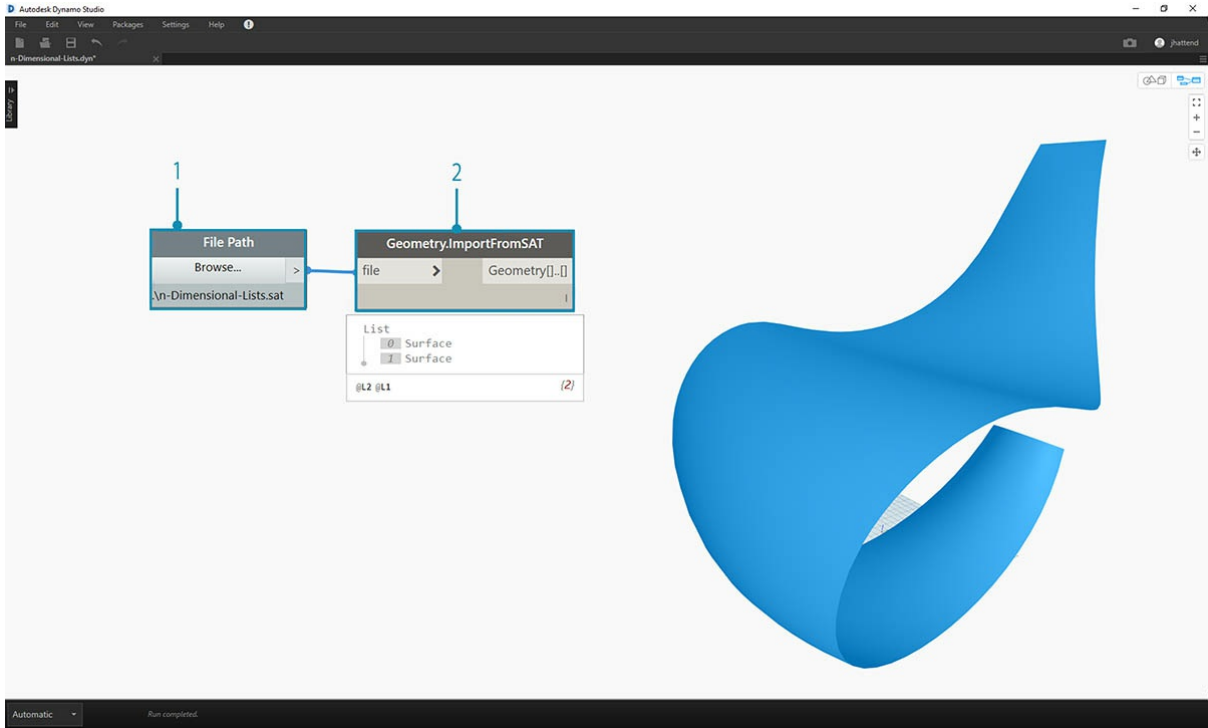 Autodesk Dynamo Studio
File Edit View Packages Settings Help
jhattend
n-Dimensional-Lists.dyn*
Library
1
2
File Path
Browse... >
.\n-Dimensional-Lists.sat
Geometry.ImportFromSAT
file > Geometry[]..[]
List
0 Surface
1 Surface
@L2 @L1 {2}
Automatic
Run completed.